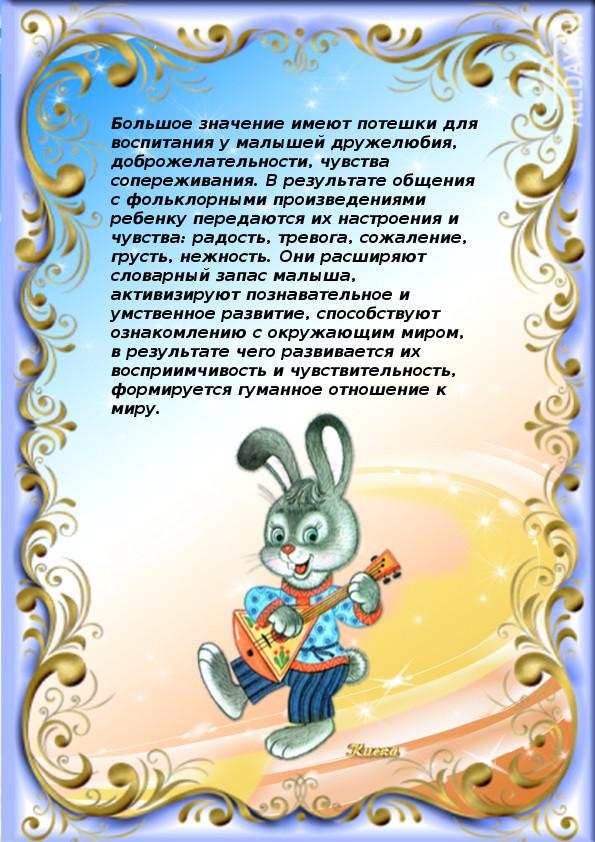 Большое значение имеют потешки для
воспитания у малышей дружелюбия,
доброжелательности, чувства
сопереживания. В результате общения
с фольклорными произведениями
ребенку передаются их настроения и
чувства: радость, тревога, сожаление,
грусть, нежность. Они расширяют
словарный запас малыша,
активизируют познавательное и
умственное развитие, способствуют
ознакомлению с окружающим миром,
в результате чего развивается их
восприимчивость и чувствительность,
формируется гуманное отношение к
миру.
Киска
ALLDAY.RU